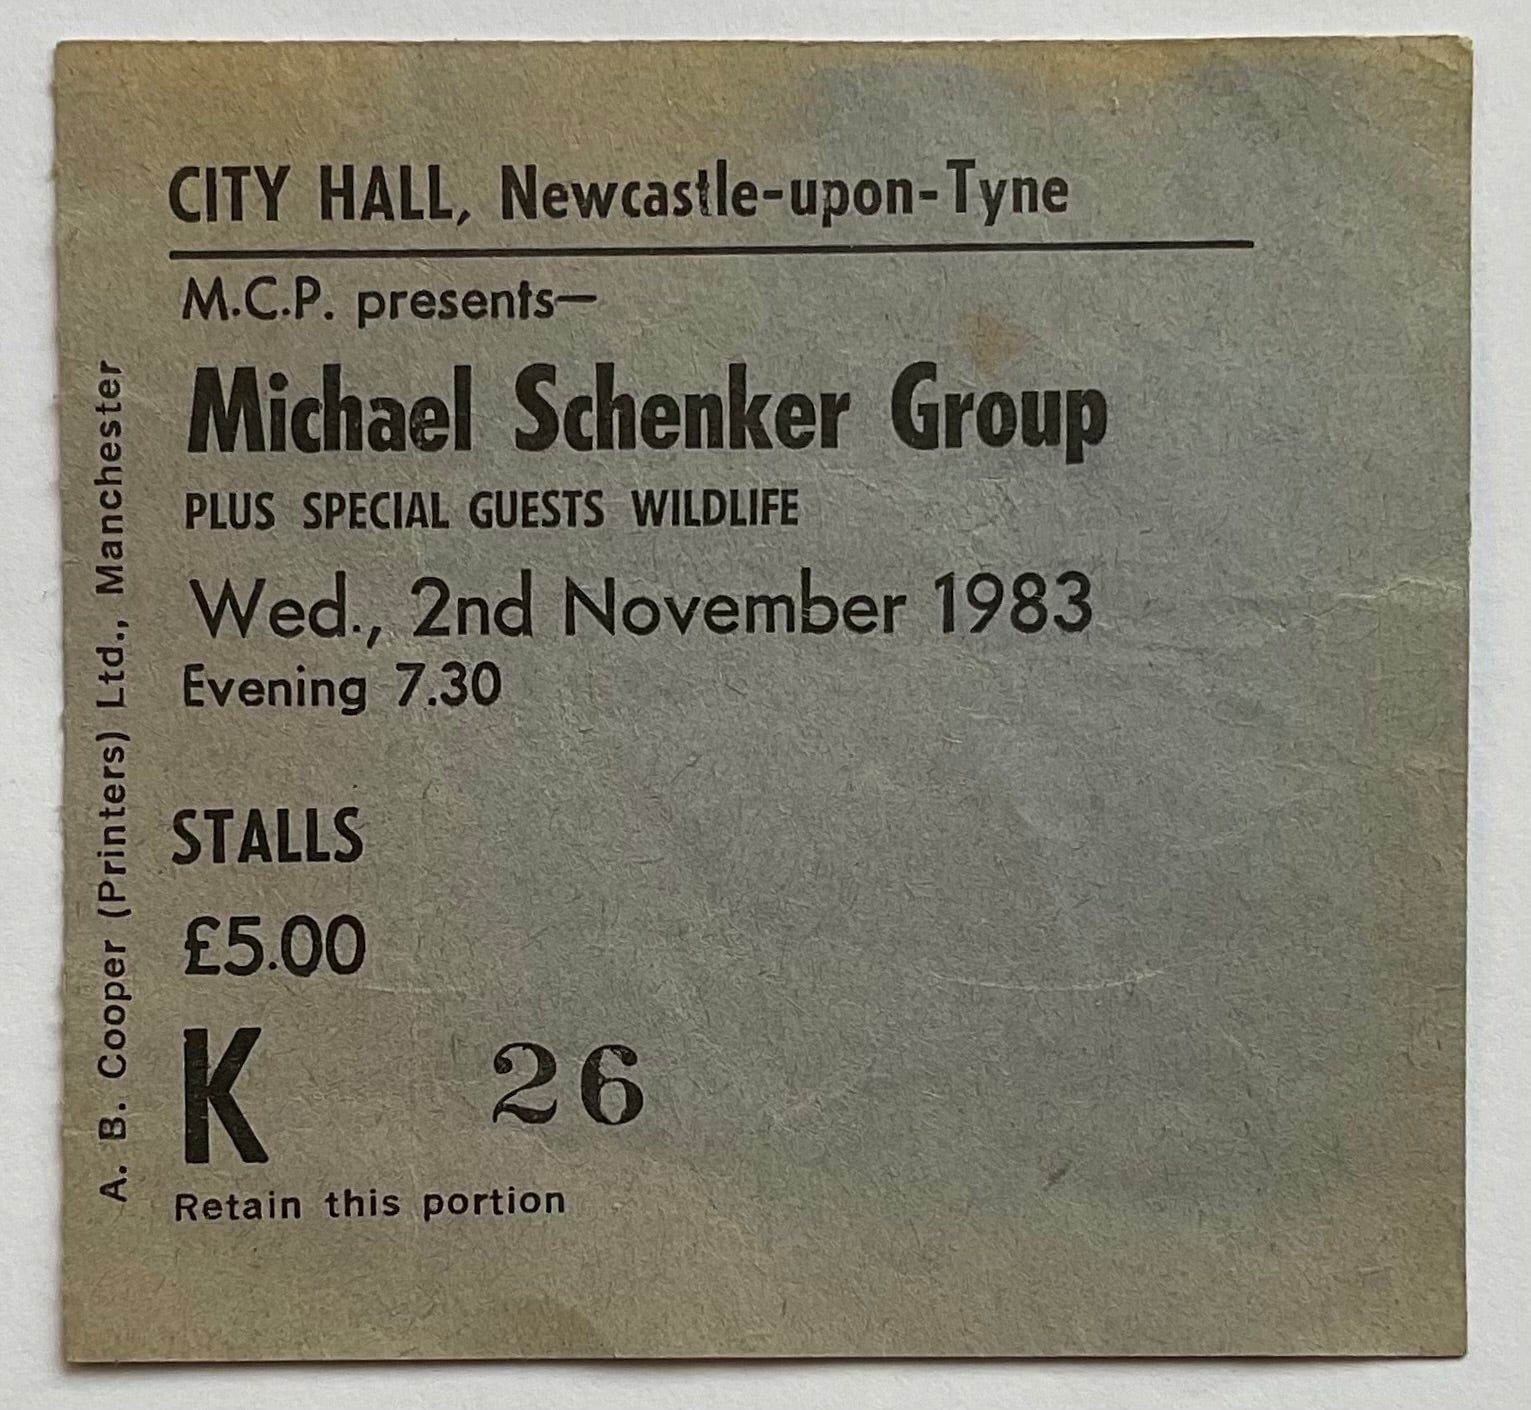 CITY HALL, Newcastle-upon-Tyne
M.C.P. presents—
Michael Schenker Group
PLUS SPECIAL GUESTS WILDLIFE
Wed., 2nd November 1983
Evening 7.30
STALLS
£5.00
K 26
Retain this portion
A. B. Cooper (Printers) Ltd., Manchester